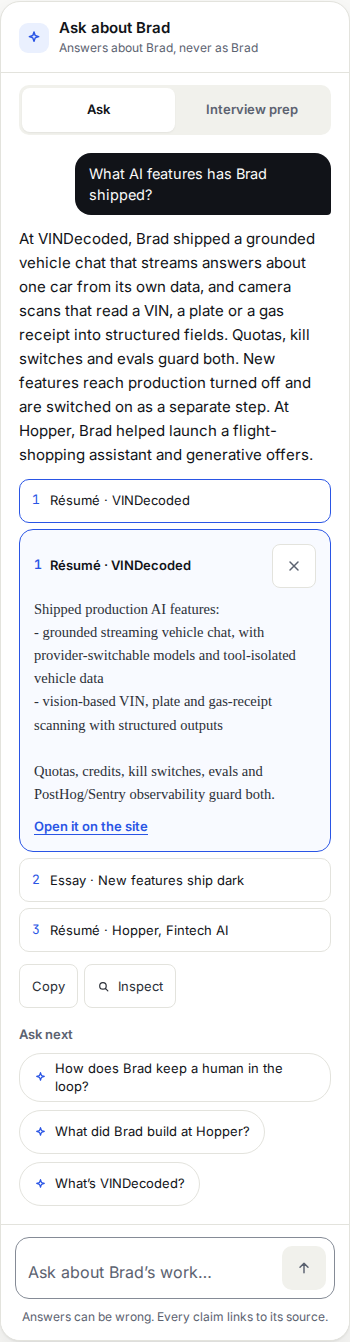 Ask about Brad
Answers about Brad, never as Brad
Ask
Interview prep
What AI features has Brad
shipped?
At VINDecoded, Brad shipped a grounded
vehicle chat that streams answers about
one car from its own data, and camera
scans that read a VIN, a plate or a gas
receipt into structured fields. Quotas, kill
switches and evals guard both. New
features reach production turned off and
are switched on as a separate step. At
Hopper, Brad helped launch a flight-
shopping assistant and generative offers.
1 Résumé · VINDecoded
1 Résumé · VINDecoded
Shipped production AI features:
- grounded streaming vehicle chat, with
provider-switchable models and tool-isolated
vehicle data
- vision-based VIN, plate and gas-receipt
scanning with structured outputs
Quotas, credits, kill switches, evals and
PostHog/Sentry observability guard both.
Open it on the site
2 Essay · New features ship dark
3 Résumé · Hopper, Fintech AI
Copy
Inspect
Ask next
How does Brad keep a human in the
loop?
What did Brad build at Hopper?
What’s VINDecoded?
Ask about Brad’s work...
Answers can be wrong. Every claim links to its source.